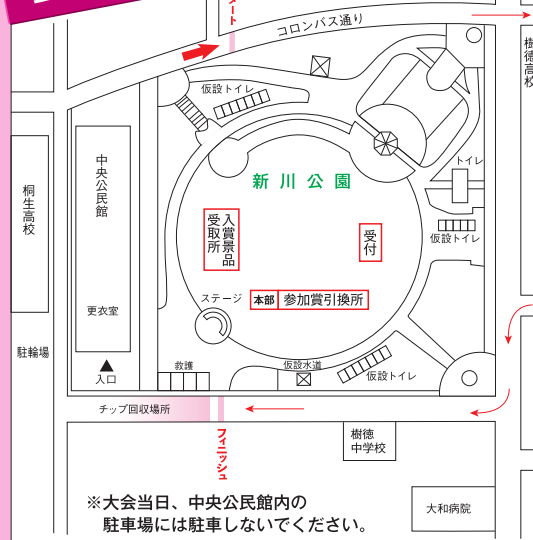 ート
コロンバス通り
樹徳高校
仮設トイレ
中央公民館
桐生高校
新川公園
トイレ
入賞景品
受取所
受付
仮設トイレ
ステージ
本部 参加賞引換所
更衣室
駐輪場
入口
救護
仮設水道
仮設トイレ
チップ回収場所
フィニッシュ
樹徳
中学校
大和病院
※大会当日、中央公民館内の
駐車場には駐車しないでください。